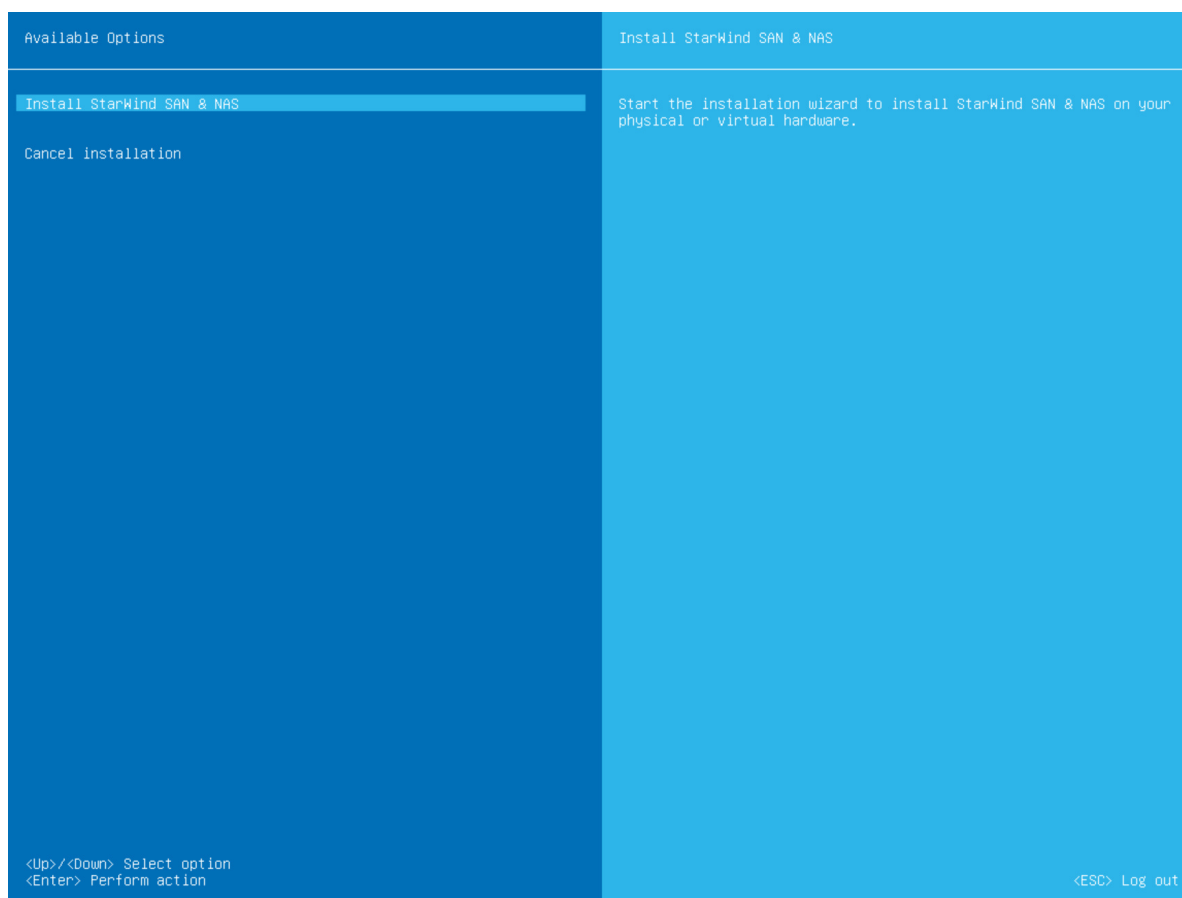 Available Options
Install StarWind SAN & NAS
Cancel installation
<Up>/<Down> Select option
<Enter> Perform action
Install StarWind SAN & NAS
Start the installation wizard to install StarWind SAN & NAS on your
physical or virtual hardware.
<ESC> Log out